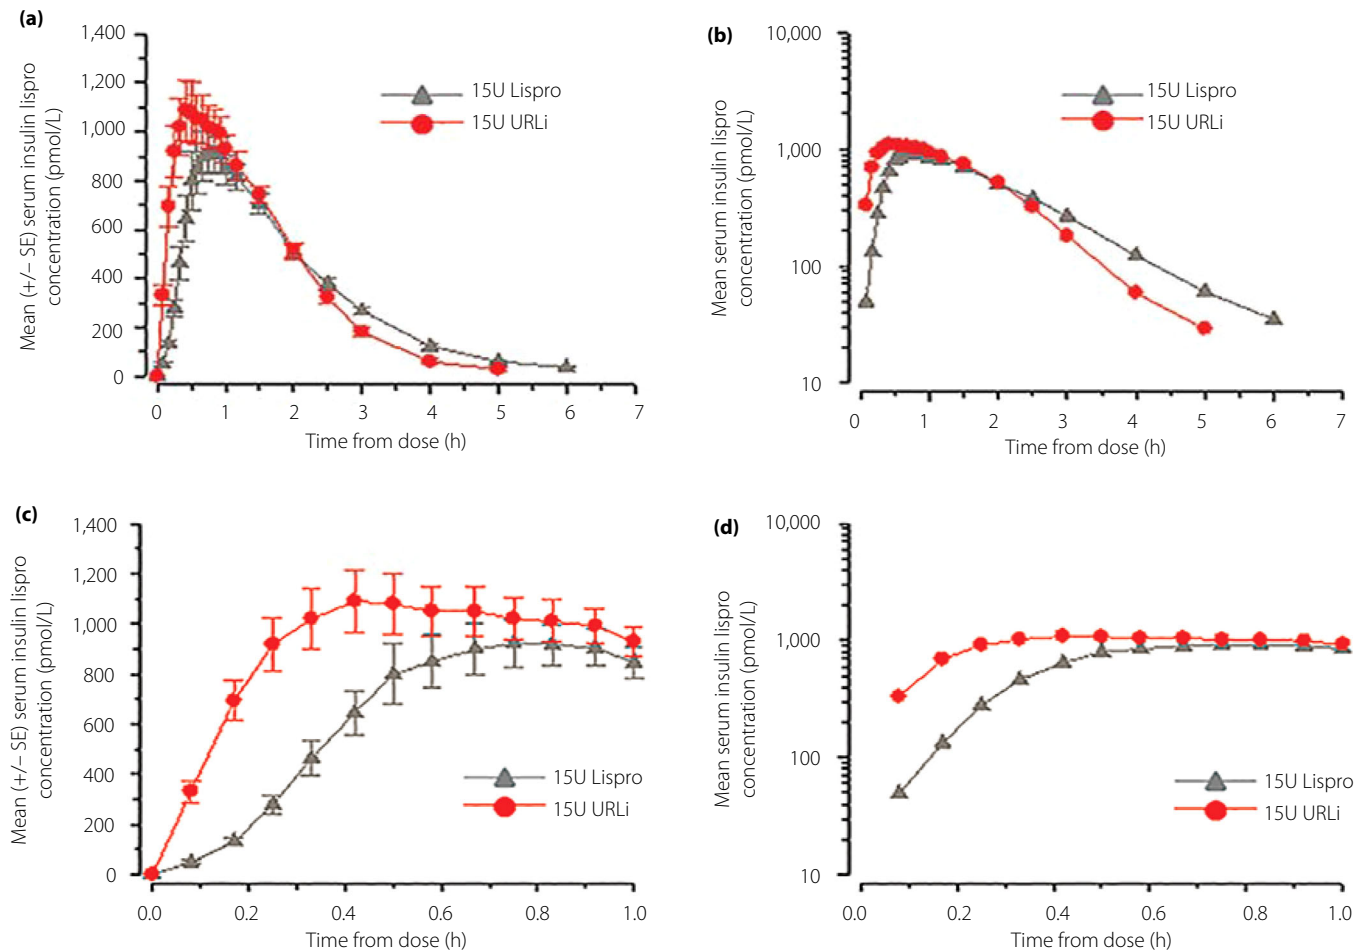 (a)
1,400
1,200
1,000
800
600
400
200
0
Mean (+/− SE) serum insulin lispro
concentration (pmol/L)
15U Lispro
15U URLi
0 1 2 3 4 5 6 7
Time from dose (h)
(b)
10,000
1,000
100
10
Mean serum insulin lispro
concentration (pmol/L)
15U Lispro
15U URLi
0 1 2 3 4 5 6 7
Time from dose (h)
(c)
1,400
1,200
1,000
800
600
400
200
0
Mean (+/− SE) serum insulin lispro
concentration (pmol/L)
15U Lispro
15U URLi
0.0 0.2 0.4 0.6 0.8 1.0
Time from dose (h)
(d)
10,000
1,000
100
10
Mean serum insulin lispro
concentration (pmol/L)
15U Lispro
15U URLi
0.0 0.2 0.4 0.6 0.8 1.0
Time from dose (h)